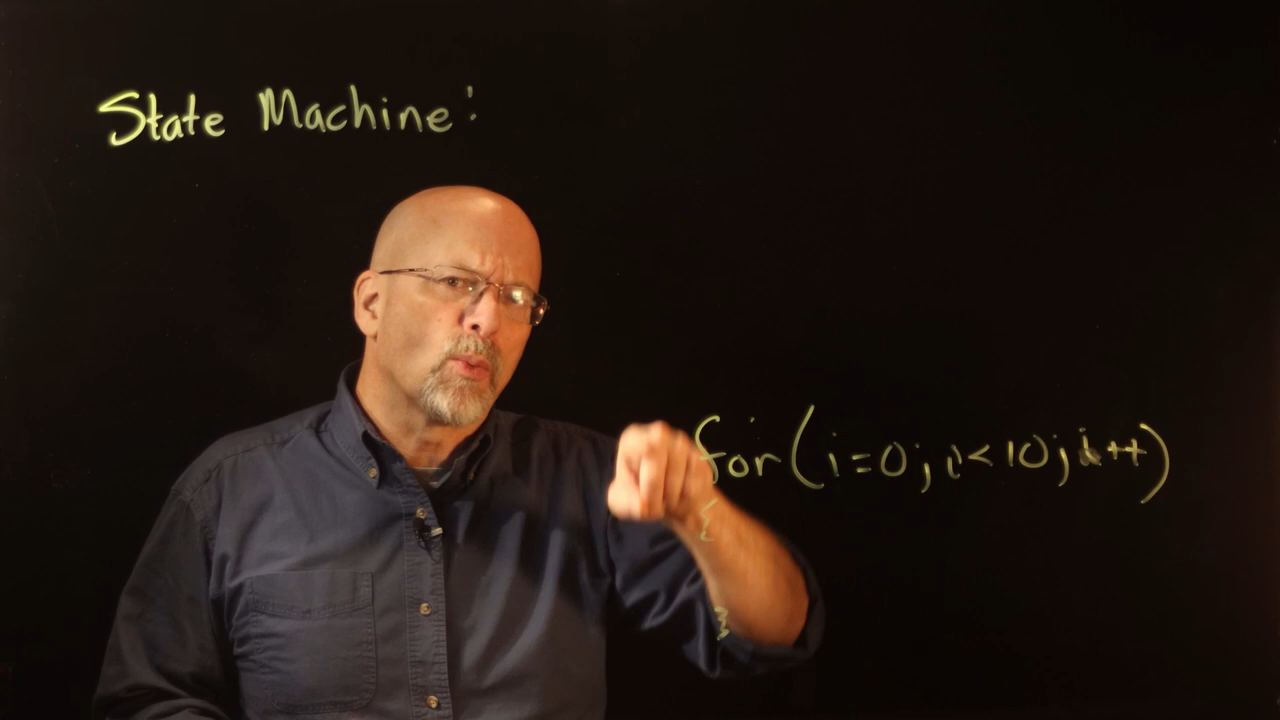 State Machine:
for(i=0;i<10;i++)
{
}